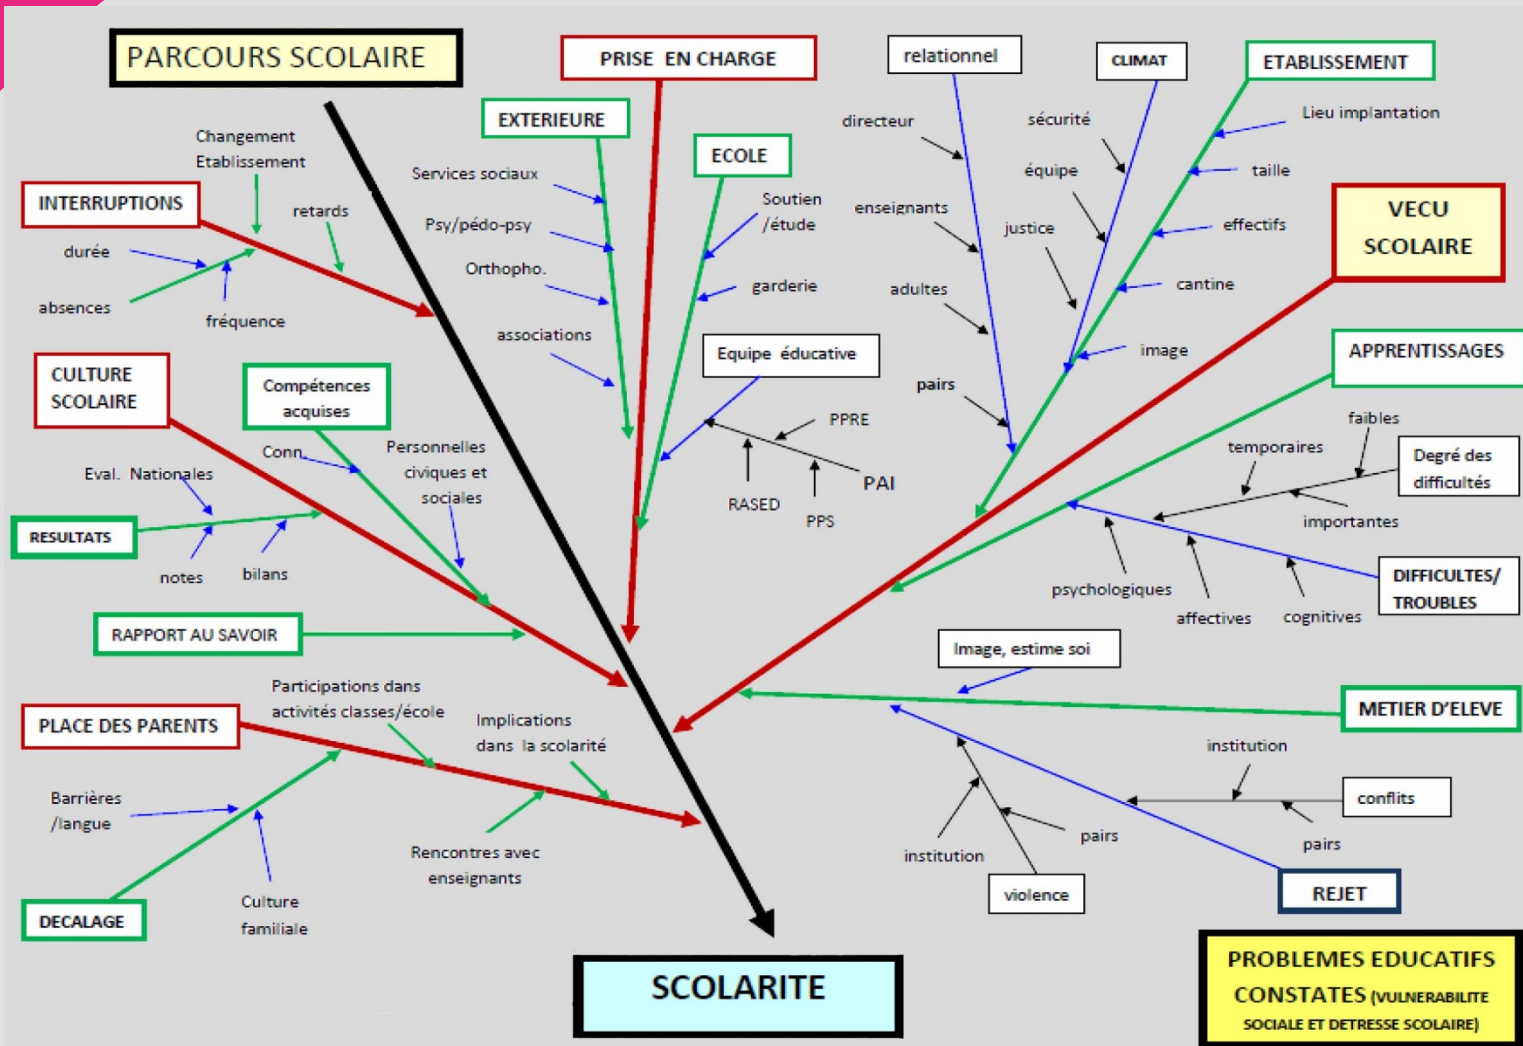 PARCOURS SCOLAIRE
PRISE EN CHARGE
relationnel
CLIMAT
ETABLISSEMENT
EXTERIEURE
ECOLE
directeur
sécurité
Lieu implantation
Changement
Etablissement
Services sociaux
équipe
taille
INTERRUPTIONS
retards
Psy/pédo-psy
Soutien
/étude
enseignants
justice
effectifs
VECU
SCOLAIRE
durée
Orthopho.
garderie
adultes
cantine
absences
fréquence
associations
Equipe éducative
image
APPRENTISSAGES
CULTURE
SCOLAIRE
Compétences
acquises
pairs
PPRE
faibles
temporaires
Degré des
difficultés
Conn.
Personnelles
civiques et
sociales
Eval. Nationales
PAI
RASED
PPS
importantes
RESULTATS
notes
bilans
psychologiques
affectives
cognitives
DIFFICULTES/
TROUBLES
RAPPORT AU SAVOIR
Image, estime soi
Participations dans
activités classes/école
PLACE DES PARENTS
Implications
dans la scolarité
METIER D'ELEVE
institution
Barrières
/langue
conflits
Rencontres avec
enseignants
institution
pairs
pairs
violence
REJET
DECALAGE
Culture
familiale
SCOLARITE
PROBLEMES EDUCATIFS
CONSTATES (VULNERABILITE
SOCIALE ET DETRESSE SCOLAIRE)